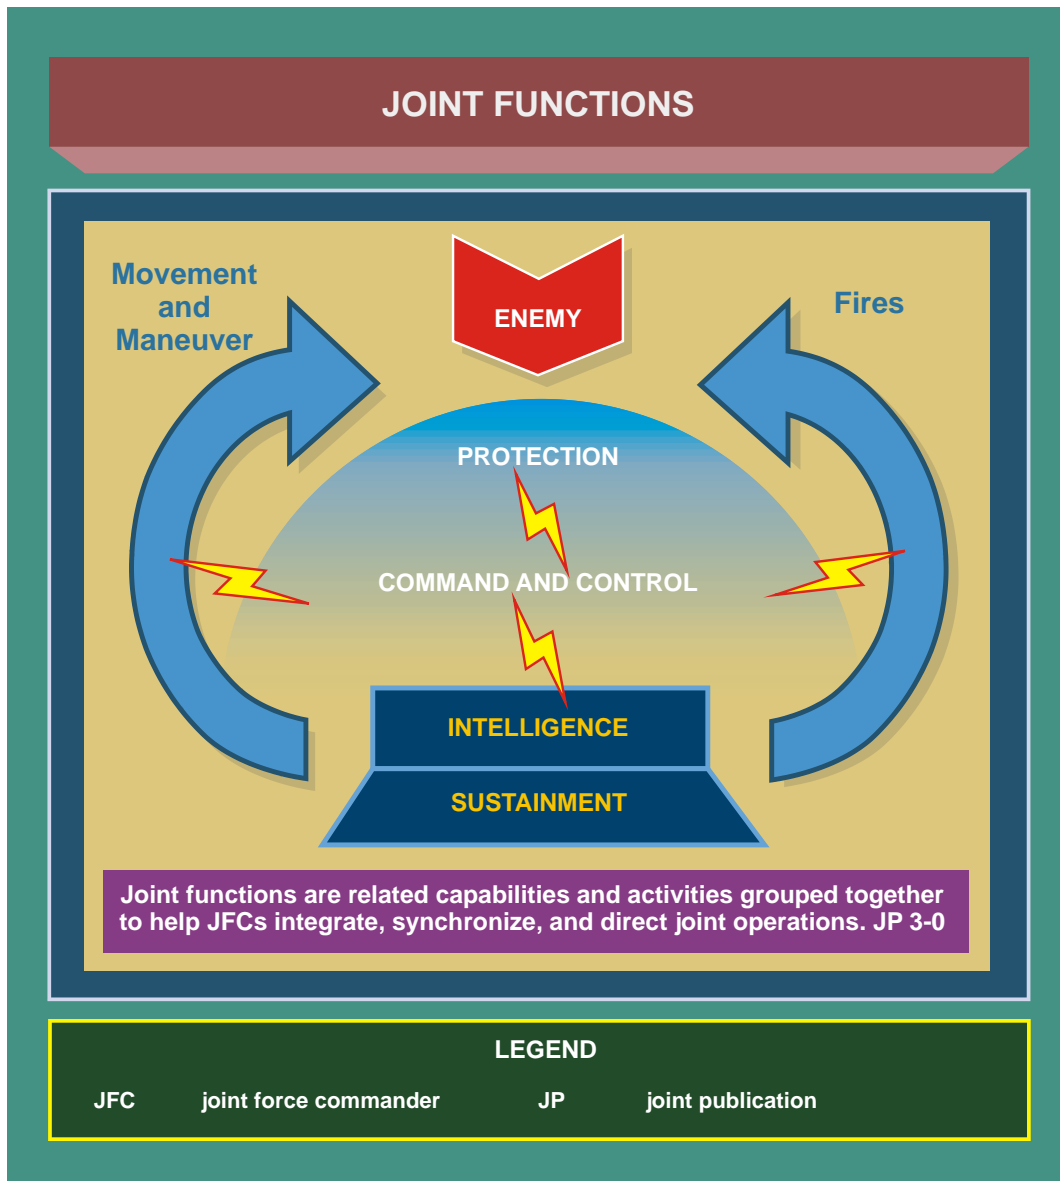 JOINT FUNCTIONS
Movement
and
Maneuver
ENEMY
Fires
PROTECTION
COMMAND AND CONTROL
INTELLIGENCE
SUSTAINMENT
Joint functions are related capabilities and activities grouped together
to help JFCs integrate, synchronize, and direct joint operations. JP 3-0
LEGEND
JFC joint force commander JP joint publication